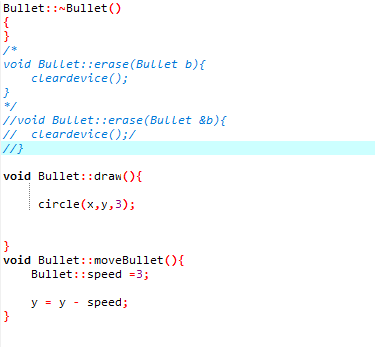 Bullet::~Bullet()
{
}
/*
void Bullet::erase(Bullet b){
    cleardevice();
}
*/
//void Bullet::erase(Bullet &b){
//  cleardevice();/
//}
void Bullet::draw(){
    circle(x,y,3);
}
void Bullet::moveBullet(){
    Bullet::speed =3;
    y = y - speed;
}